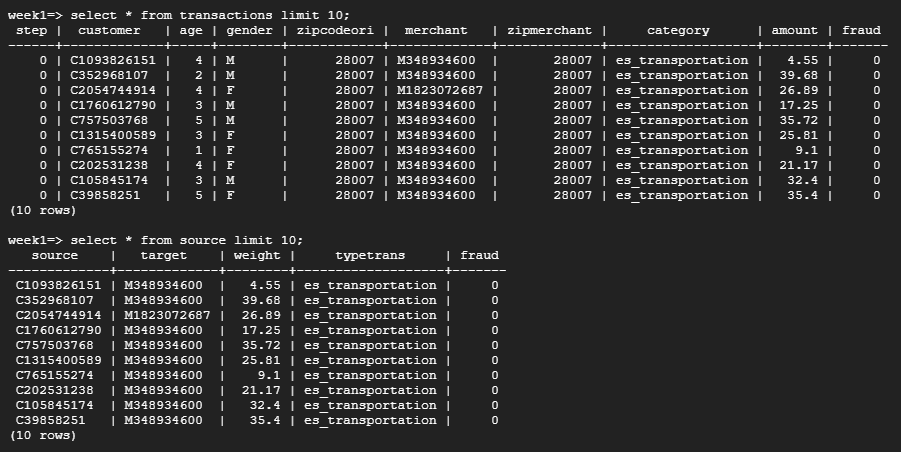 week1=> select * from transactions limit 10;
 step |  customer   | age | gender | zipcodeori |  merchant   | zipmerchant |     category      | amount | fraud
------+-------------+-----+--------+------------+-------------+-------------+-------------------+--------+-------
    0 | C1093826151 |   4 | M      |      28007 | M348934600  |       28007 | es_transportation |   4.55 |     0
    0 | C352968107  |   2 | M      |      28007 | M348934600  |       28007 | es_transportation |  39.68 |     0
    0 | C2054744914 |   4 | F      |      28007 | M1823072687 |       28007 | es_transportation |  26.89 |     0
    0 | C1760612790 |   3 | M      |      28007 | M348934600  |       28007 | es_transportation |  17.25 |     0
    0 | C757503768  |   5 | M      |      28007 | M348934600  |       28007 | es_transportation |  35.72 |     0
    0 | C1315400589 |   3 | F      |      28007 | M348934600  |       28007 | es_transportation |  25.81 |     0
    0 | C765155274  |   1 | F      |      28007 | M348934600  |       28007 | es_transportation |    9.1 |     0
    0 | C202531238  |   4 | F      |      28007 | M348934600  |       28007 | es_transportation |  21.17 |     0
    0 | C105845174  |   3 | M      |      28007 | M348934600  |       28007 | es_transportation |   32.4 |     0
    0 | C39858251   |   5 | F      |      28007 | M348934600  |       28007 | es_transportation |   35.4 |     0
(10 rows)
week1=> select * from source limit 10;
   source    |   target    | weight |     typetrans     | fraud
-------------+-------------+--------+-------------------+-------
 C1093826151 | M348934600  |   4.55 | es_transportation |     0
 C352968107  | M348934600  |  39.68 | es_transportation |     0
 C2054744914 | M1823072687 |  26.89 | es_transportation |     0
 C1760612790 | M348934600  |  17.25 | es_transportation |     0
 C757503768  | M348934600  |  35.72 | es_transportation |     0
 C1315400589 | M348934600  |  25.81 | es_transportation |     0
 C765155274  | M348934600  |    9.1 | es_transportation |     0
 C202531238  | M348934600  |  21.17 | es_transportation |     0
 C105845174  | M348934600  |   32.4 | es_transportation |     0
 C39858251   | M348934600  |   35.4 | es_transportation |     0
(10 rows)